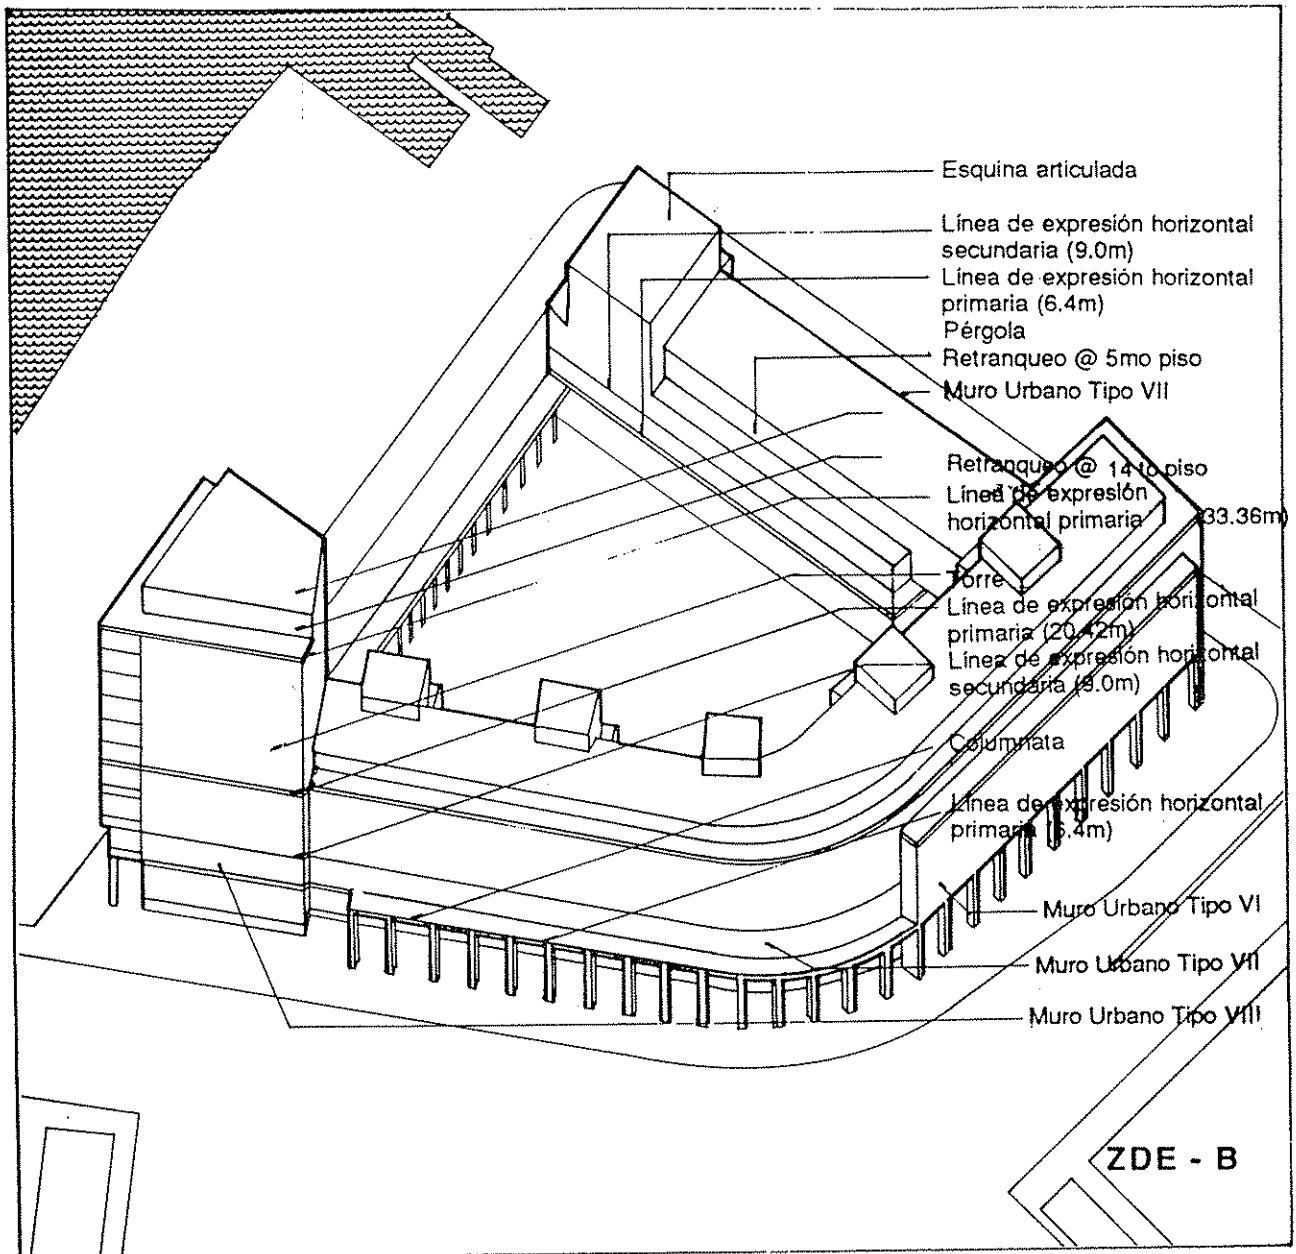 Esquina articulada
Línea de expresión horizontal
secundaria (9.0m)
Línea de expresión horizontal
primaria (6.4m)
Pérgola
Retranqueo @ 5mo piso
Muro Urbano Tipo VII
Retranqueo @ 14 to piso
Línea de expresión
horizontal primaria (33.36m)
Torre
Línea de expresión horizontal
primaria (20.42m)
Línea de expresión horizontal
secundaria (9.0m)
Columnata
Línea de expresión horizontal
primaria (6.4m)
Muro Urbano Tipo VI
Muro Urbano Tipo VII
Muro Urbano Tipo VIII
ZDE - B